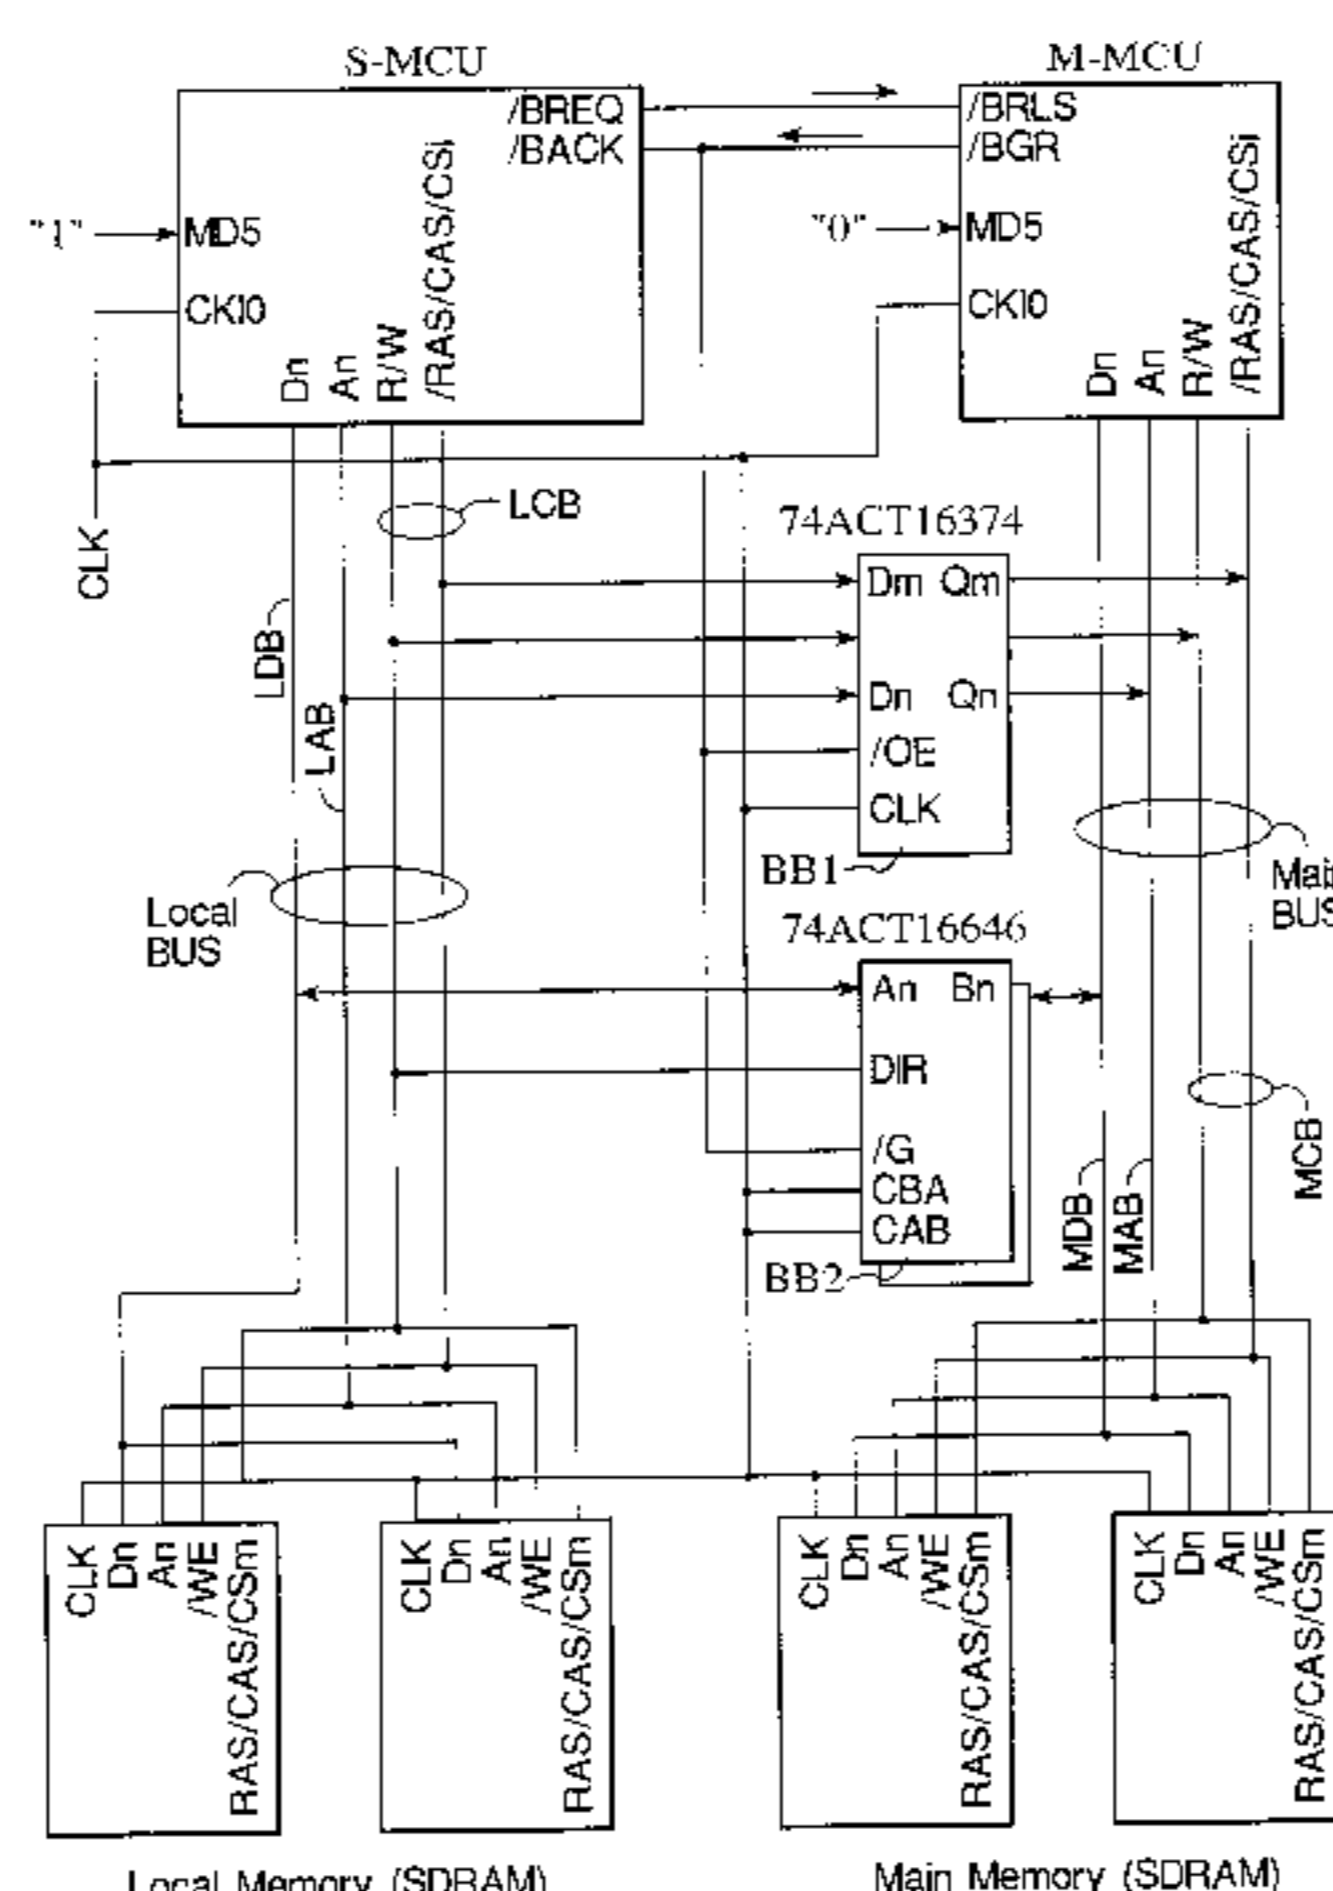 S-MCU
M-MCU
/BREQ
/BACK
/BRLS
/BGR
"1"
MD5
CKI0
Dn
An
R/W
/RAS/CAS/CSi
"0"
MD5
CKI0
Dn
An
R/W
/RAS/CAS/CSi
CLK
LCB
LDB
LAB
Local
BUS
74ACT16374
Dm Qm
Dn Qn
/OE
CLK
BB1
74ACT16646
An Bn
DIR
/G
CBA
CAB
BB2
BUS
MDB
MAB
MCB
CLK
Dn
An
/WE
RAS/CAS/CSm
CLK
Dn
An
/WE
RAS/CAS/CSm
CLK
Dn
An
/WE
RAS/CAS/CSm
CLK
Dn
An
/WE
RAS/CAS/CSm
Local Memory (SDRAM)
Main Memory (SDRAM)